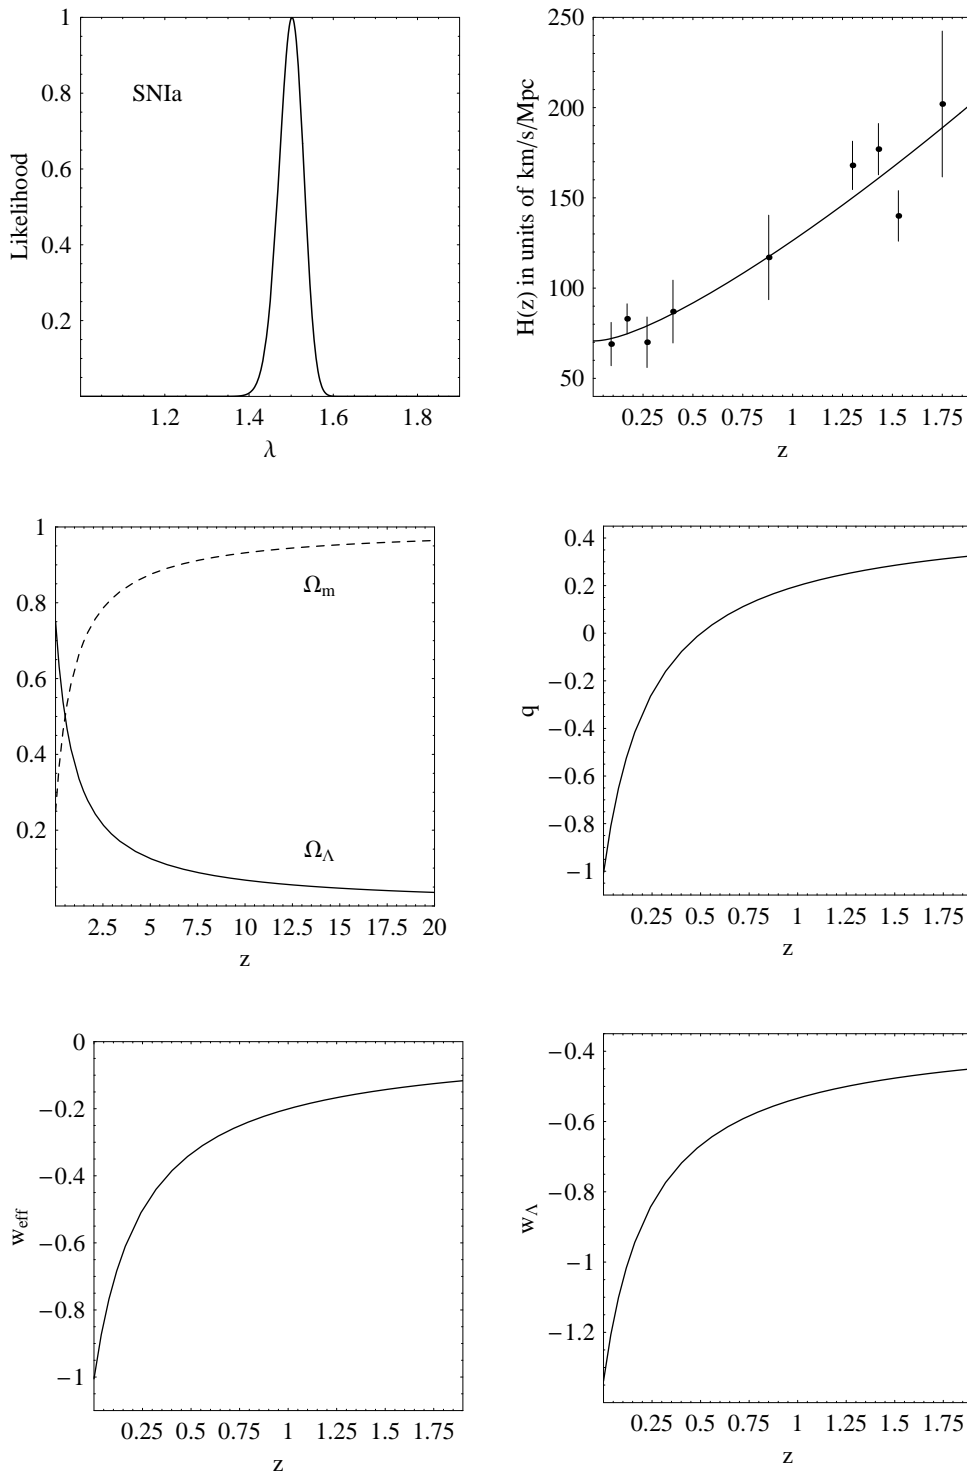 1
0.8
0.6
0.4
0.2
SNIa
Likelihood
1.2 1.4 1.6 1.8
λ
250
200
150
100
50
H(z) in units of km/s/Mpc
0.25 0.5 0.75 1 1.25 1.5 1.75
z
1
0.8
0.6
0.4
0.2
Ωm
ΩΛ
2.5 5 7.5 10 12.5 15 17.5 20
z
0.4
0.2
0
−0.2
−0.4
−0.6
−0.8
−1
q
0.25 0.5 0.75 1 1.25 1.5 1.75
z
0
−0.2
−0.4
−0.6
−0.8
−1
weff
0.25 0.5 0.75 1 1.25 1.5 1.75
z
−0.4
−0.6
−0.8
−1
−1.2
wΛ
0.25 0.5 0.75 1 1.25 1.5 1.75
z